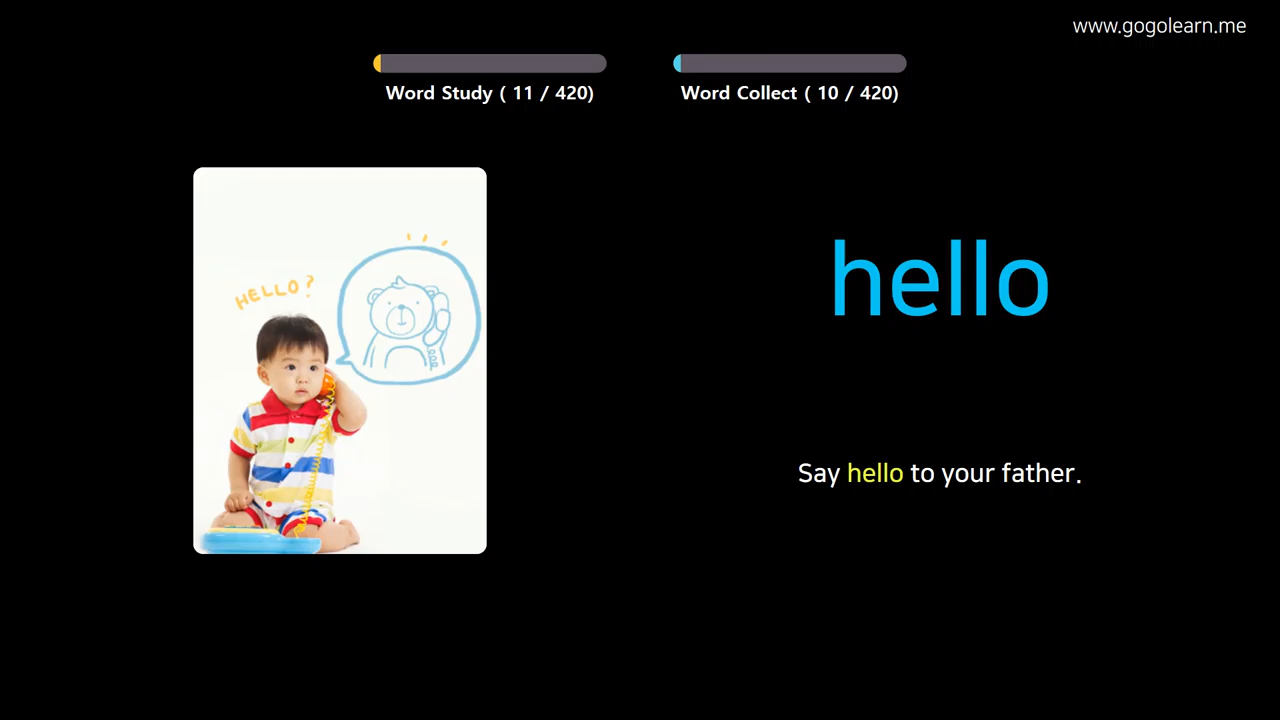 www.gogolearn.me
Word Study ( 11 / 420)
Word Collect ( 10 / 420)
HELLO?
hello
Say hello to your father.